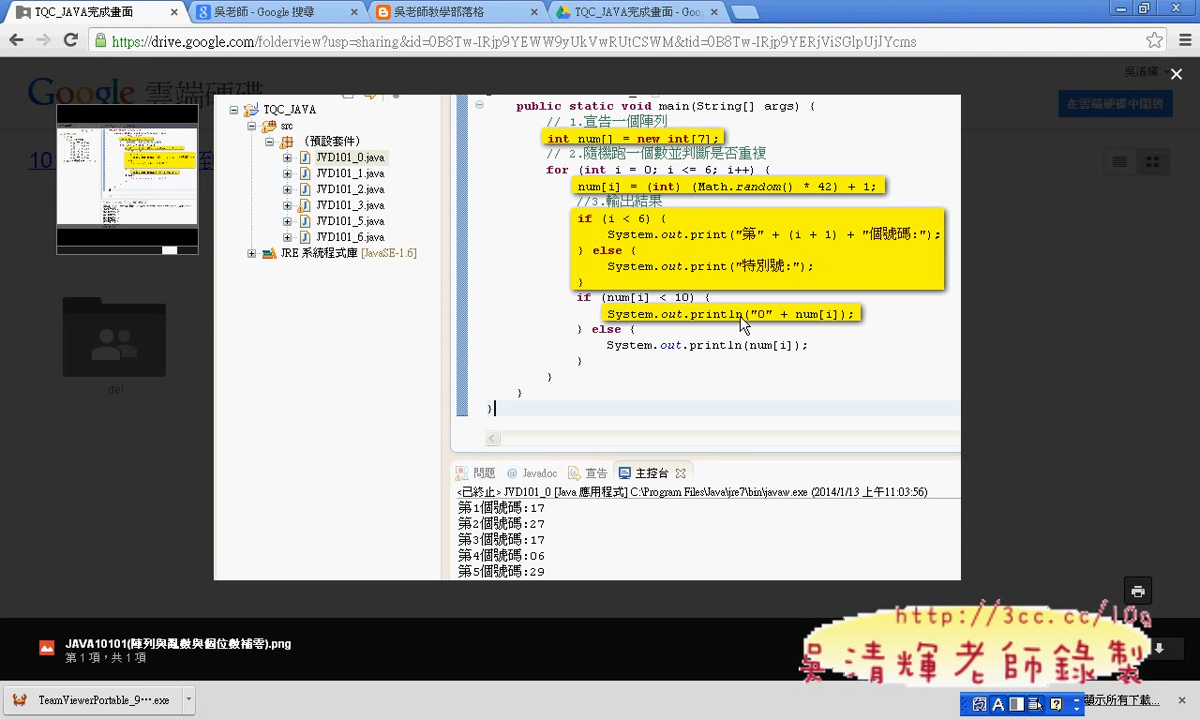 TQC_JAVA完成畫面
吳老師 - Google 搜尋
吳老師教學部落格
TQC_JAVA完成畫面 - Goo
https://drive.google.com/folderview?usp=sharing&id=0B8Tw-IRjp9YEWW9yUkVwRUtCSWM&tid=0B8Tw-IRjp9YERjViSGlpUjJYcms
Google 雲端硬碟
在雲端硬碟中開啟
10
del
TQC_JAVA
src
(預設套件)
JVD101_0.java
JVD101_1.java
JVD101_2.java
JVD101_3.java
JVD101_5.java
JVD101_6.java
JRE 系統程式庫 [JavaSE-1.6]
public static void main(String[] args) {
// 1.宣告一個陣列
int num[] = new int[7];
// 2.隨機跑一個數並判斷是否重複
for (int i = 0; i <= 6; i++) {
num[i] = (int) (Math.random() * 42) + 1;
//3.輸出結果
if (i < 6) {
System.out.print("第" + (i + 1) + "個號碼:");
} else {
System.out.print("特別號:");
}
if (num[i] < 10) {
System.out.println("0" + num[i]);
} else {
System.out.println(num[i]);
}
}
}
}
問題 @ Javadoc 宣告 主控台
<已終止> JVD101_0 [Java 應用程式] C:\Program Files\Java\jre7\bin\javaw.exe (2014/1/13 上午11:03:56)
第1個號碼:17
第2個號碼:27
第3個號碼:17
第4個號碼:06
第5個號碼:29
JAVA10101(陣列與亂數與個位數補零).png
第 1 項，共 1 項
http://3cc.cc/10q
吳清輝老師錄製
TeamViewerPortable_9....exe
顯示所有下載...